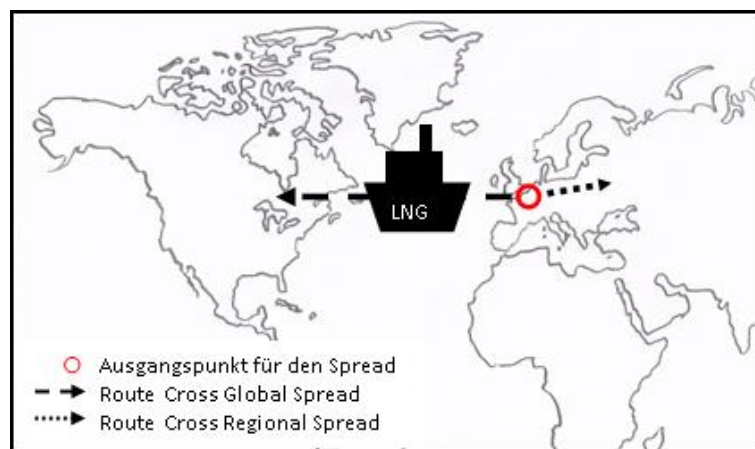 LNG
Ausgangspunkt für den Spread
Route Cross Global Spread
Route Cross Regional Spread